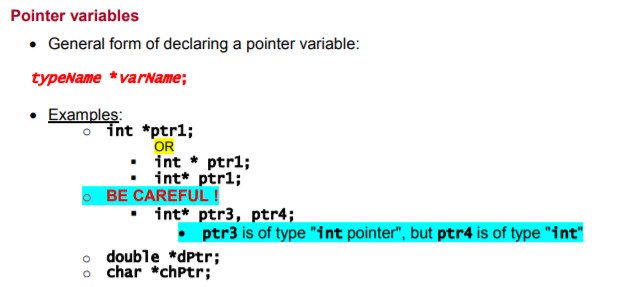 Pointer variables
• General form of declaring a pointer variable:
typeName *varName;
• Examples:
o int *ptr1;
OR
▪ int * ptr1;
▪ int* ptr1;
o BE CAREFUL !
▪ int* ptr3, ptr4;
• ptr3 is of type "int pointer", but ptr4 is of type "int"
o double *dPtr;
o char *chPtr;